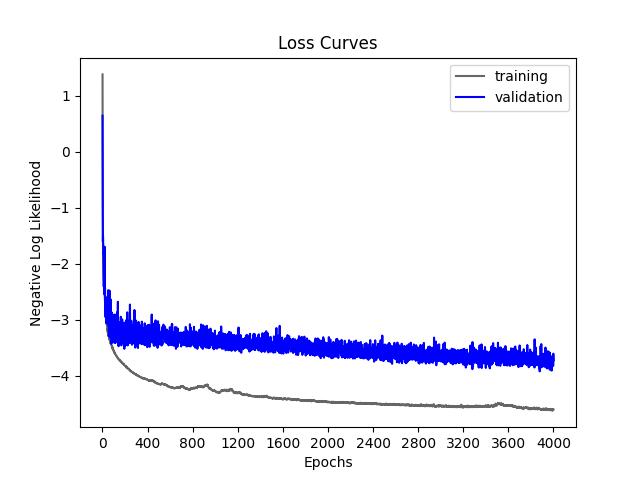 Loss Curves
training
validation
Negative Log Likelihood
1
0
−1
−2
−3
−4
0 400 800 1200 1600 2000 2400 2800 3200 3600 4000
Epochs